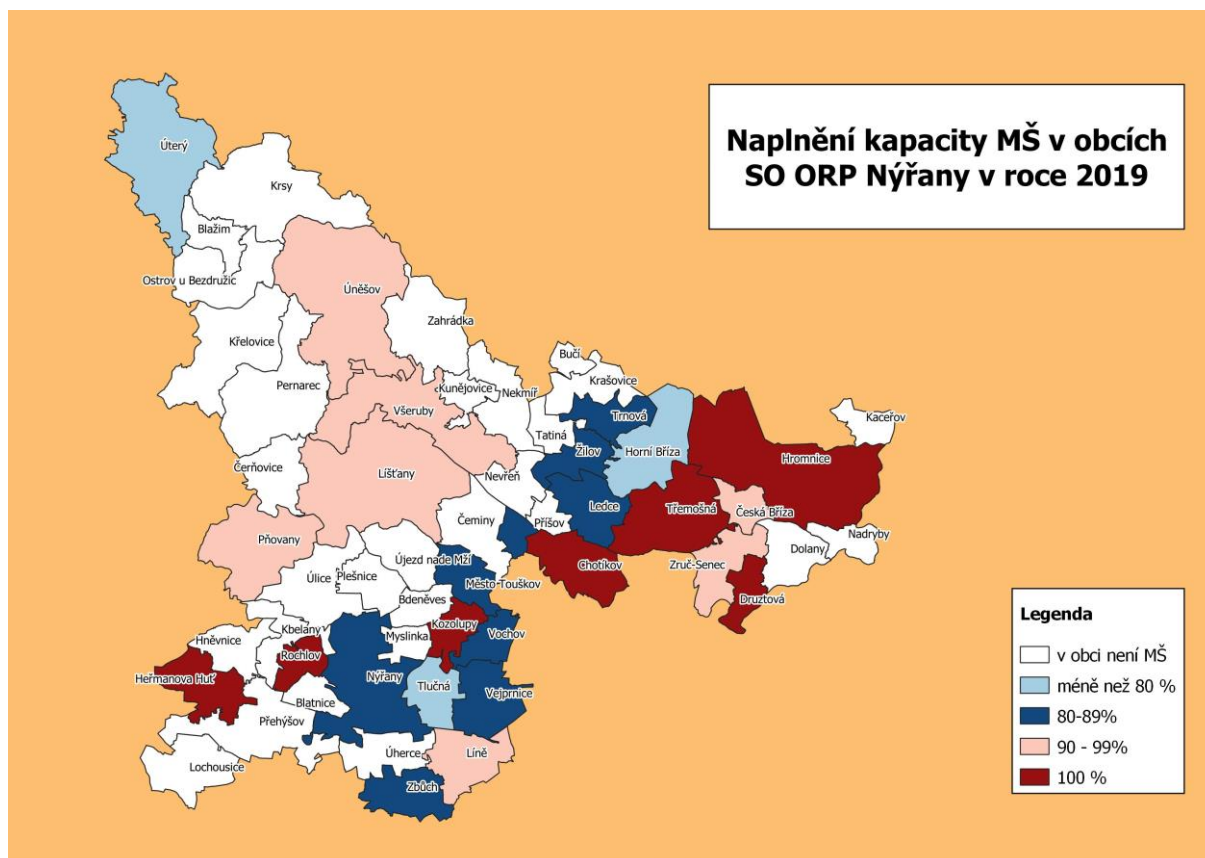 Naplnění kapacity MŠ v obcích
SO ORP Nýřany v roce 2019
Úterý
Krsy
Blažim
Ostrov u Bezdružic
Úněšov
Zahrádka
Křelovice
Bučí
Pernarec
Kunějovice
Nekmíř
Krašovice
Všeruby
Trnová
Kaceřov
Tatiná
Žilov
Horní Bříza
Hromnice
Čerňovice
Líšťany
Nevřeň
Ledce
Třemošná
Česká Bříza
Čeminy
Příšov
Nadryby
Pňovany
Dolany
Újezd nade Mží
Chotíkov
Zruč-Senec
Úlice
Plešnice
Město Touškov
Druztová
Bdeněves
Kozolupy
Kbelany
Myslinka
Vochov
Hněvnice
Rochlov
Heřmanova Huť
Nýřany
Tlučná
Vejprnice
Blatnice
Přehýšov
Úherce
Líně
Lochousice
Zbůch
Legenda
v obci není MŠ
méně než 80 %
80-89%
90 - 99%
100 %